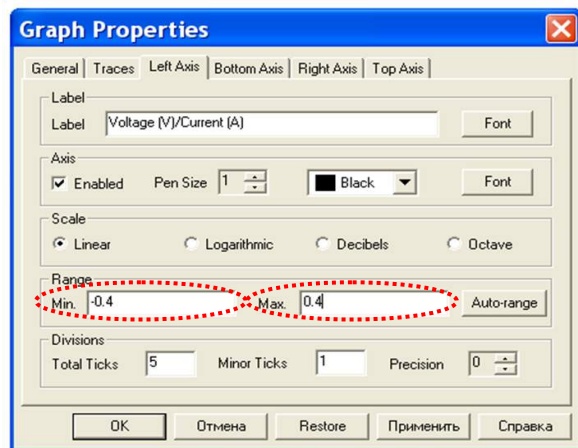 Graph Properties
General Traces Left Axis Bottom Axis Right Axis Top Axis
Label
Label Voltage (V)/Current (A) Font
Axis
Enabled Pen Size 1 Black Font
Scale
Linear Logarithmic Decibels Octave
Range
Min. -0.4 Max. 0.4 Auto-range
Divisions
Total Ticks 5 Minor Ticks 1 Precision 0
OK Отмена Restore Применить Справка